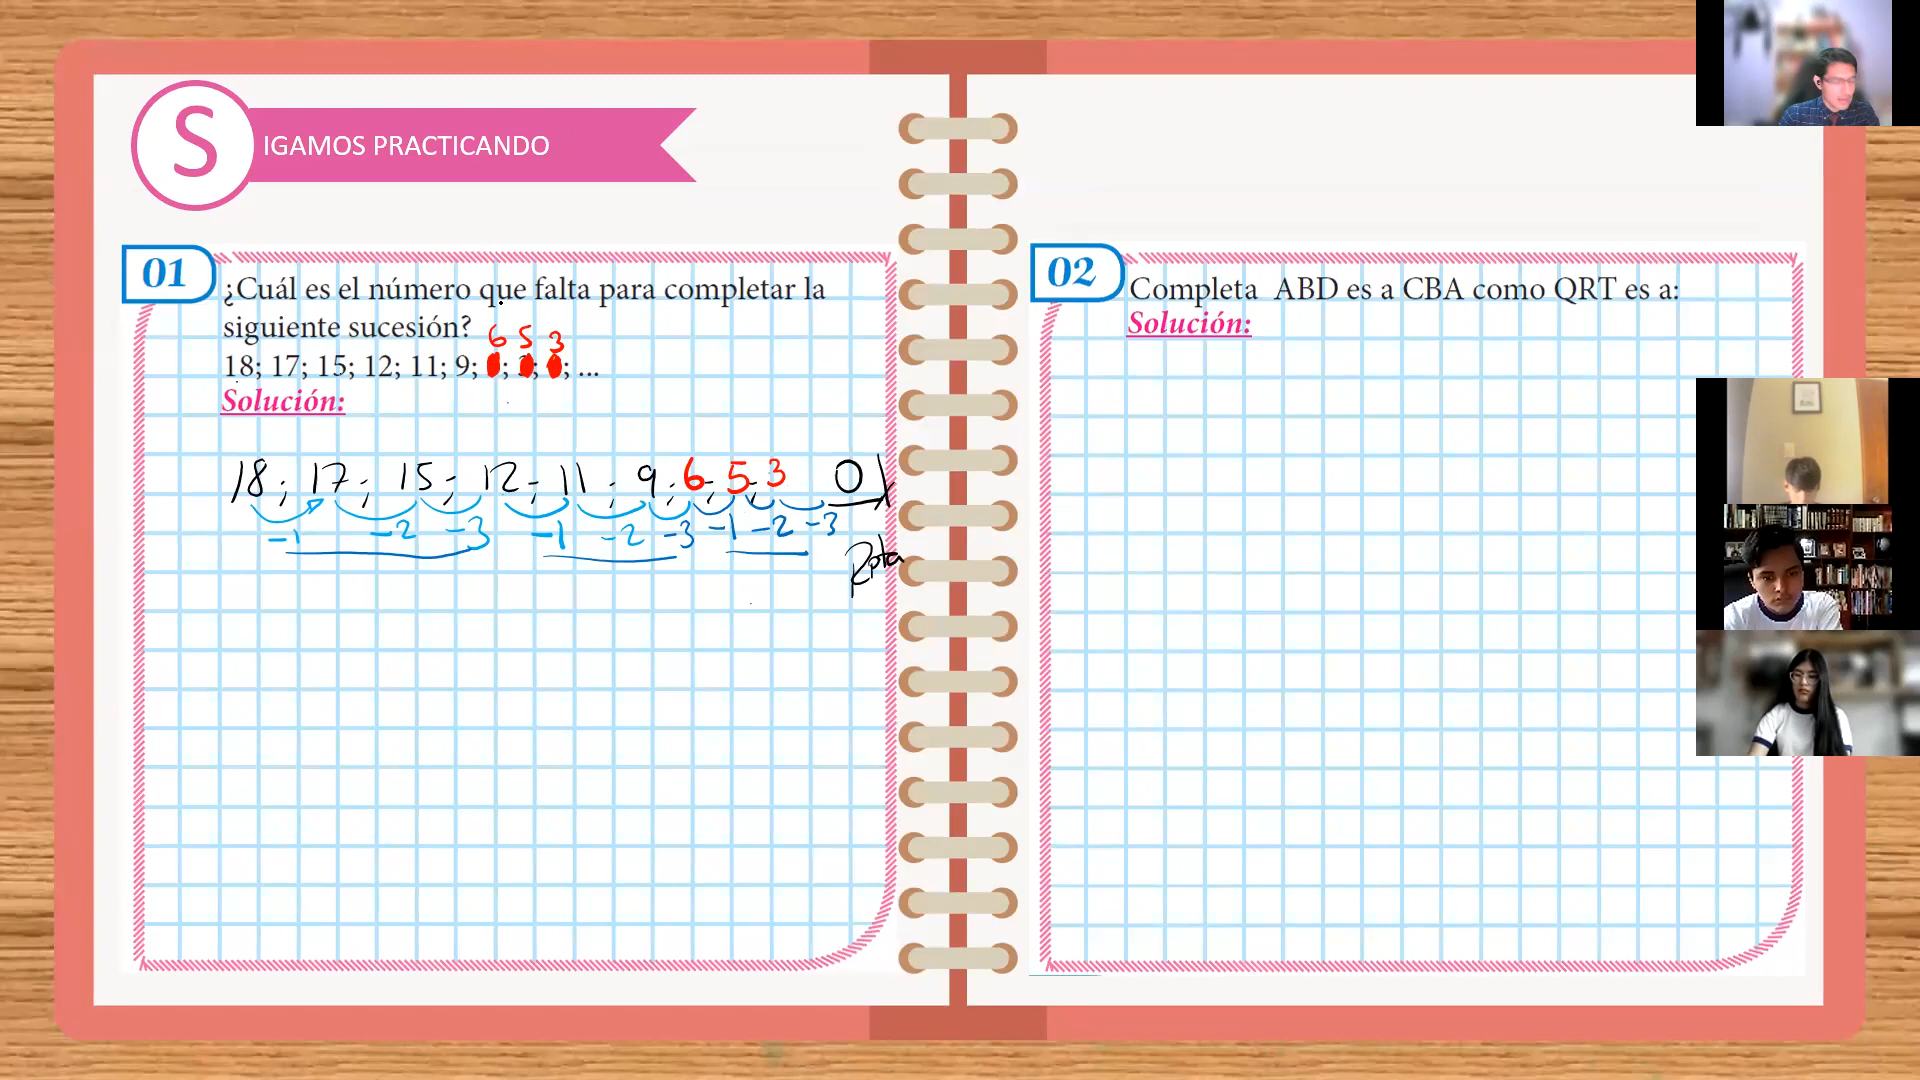 SIGAMOS PRACTICANDO
01
¿Cuál es el número que falta para completar la
siguiente sucesión?
6 5 3
18; 17; 15; 12; 11; 9; ; ; ; ...
Solución:
18; 17; 15; 12; 11; 9; 6; 5; 3 0
-1 -2 -3 -1 -2 -3 -1 -2 -3
Rpta
02
Completa ABD es a CBA como QRT es a:
Solución: